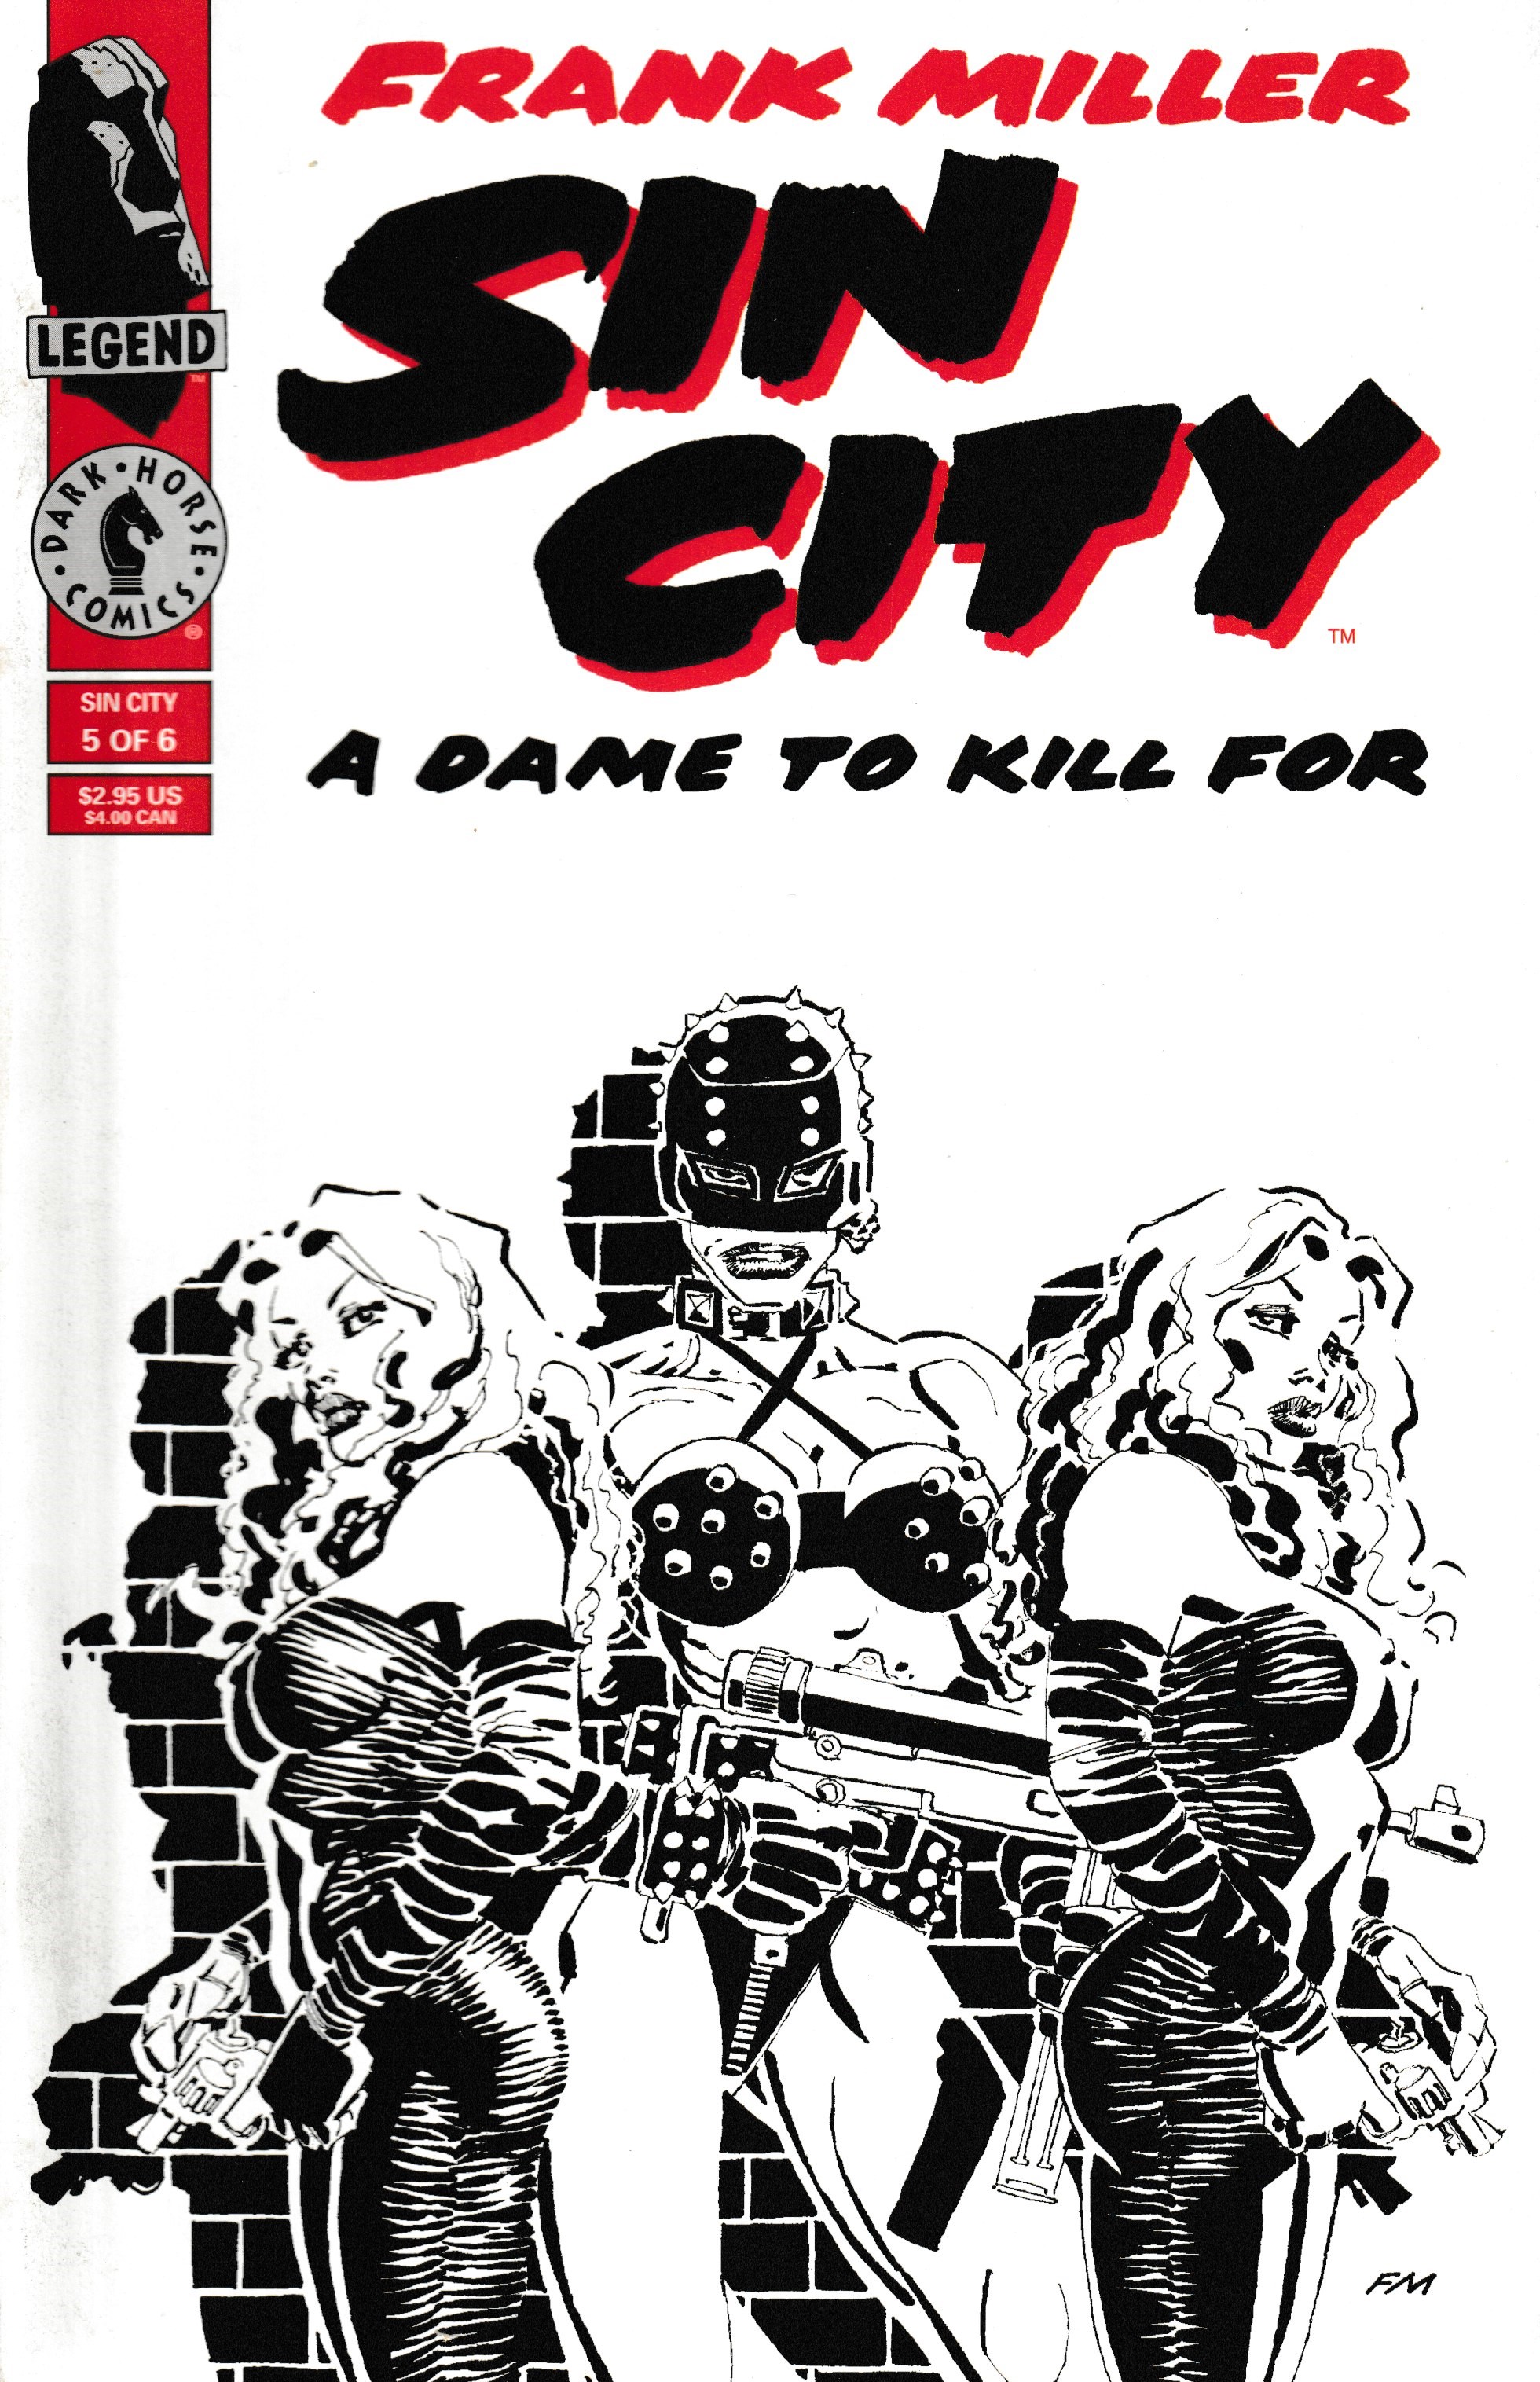 FRANK MILLER
SIN
CITY
TM
A DAME TO KILL FOR
LEGEND
TM
DARK • HORSE • COMICS •
®
SIN CITY
5 OF 6
$2.95 US
$4.00 CAN
FM